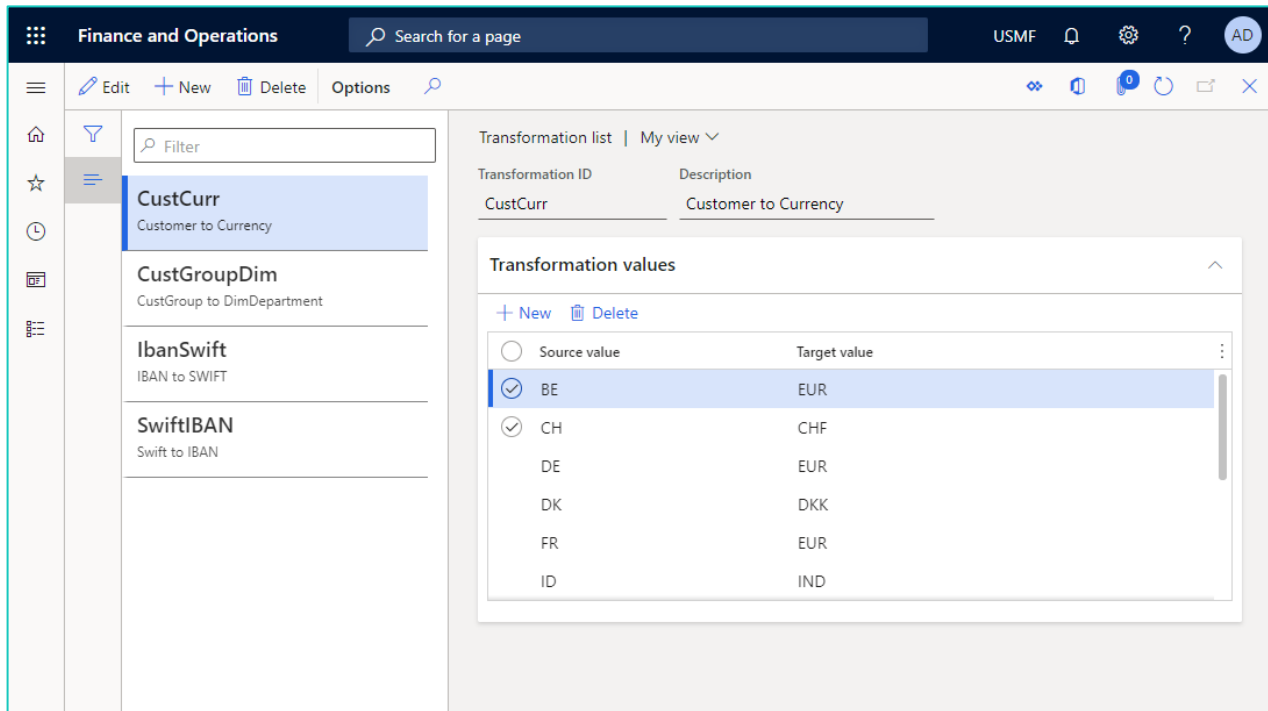 Finance and Operations
Search for a page
USMF
AD
Edit
New
Delete
Options
0
Filter
CustCurr
Customer to Currency
CustGroupDim
CustGroup to DimDepartment
IbanSwift
IBAN to SWIFT
SwiftIBAN
Swift to IBAN
Transformation list | My view
Transformation ID Description
CustCurr Customer to Currency
Transformation values
New Delete
Source value Target value
BE EUR
CH CHF
DE EUR
DK DKK
FR EUR
ID IND